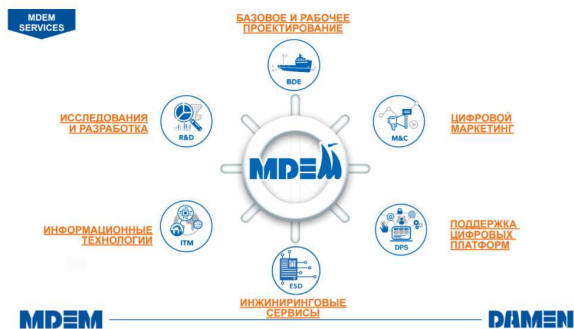 MDEM
SERVICES
БАЗОВОЕ И РАБОЧЕЕ
ПРОЕКТИРОВАНИЕ
BDE
ИССЛЕДОВАНИЯ
И РАЗРАБОТКА
R&D
M&C
ЦИФРОВОЙ
МАРКЕТИНГ
MDEM
ИНФОРМАЦИОННЫЕ
ТЕХНОЛОГИИ
ITM
DPS
ПОДДЕРЖКА
ЦИФРОВЫХ
ПЛАТФОРМ
ESD
ИНЖИНИРИНГОВЫЕ
СЕРВИСЫ
MDEM
DAMEN